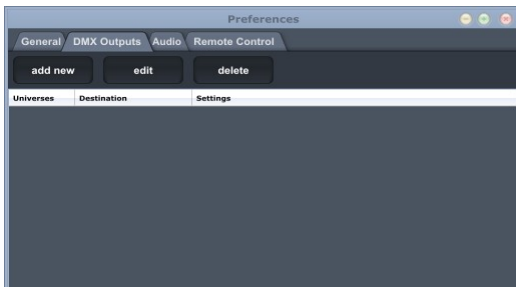 Preferences
General DMX Outputs Audio Remote Control
add new edit delete
Universes Destination Settings